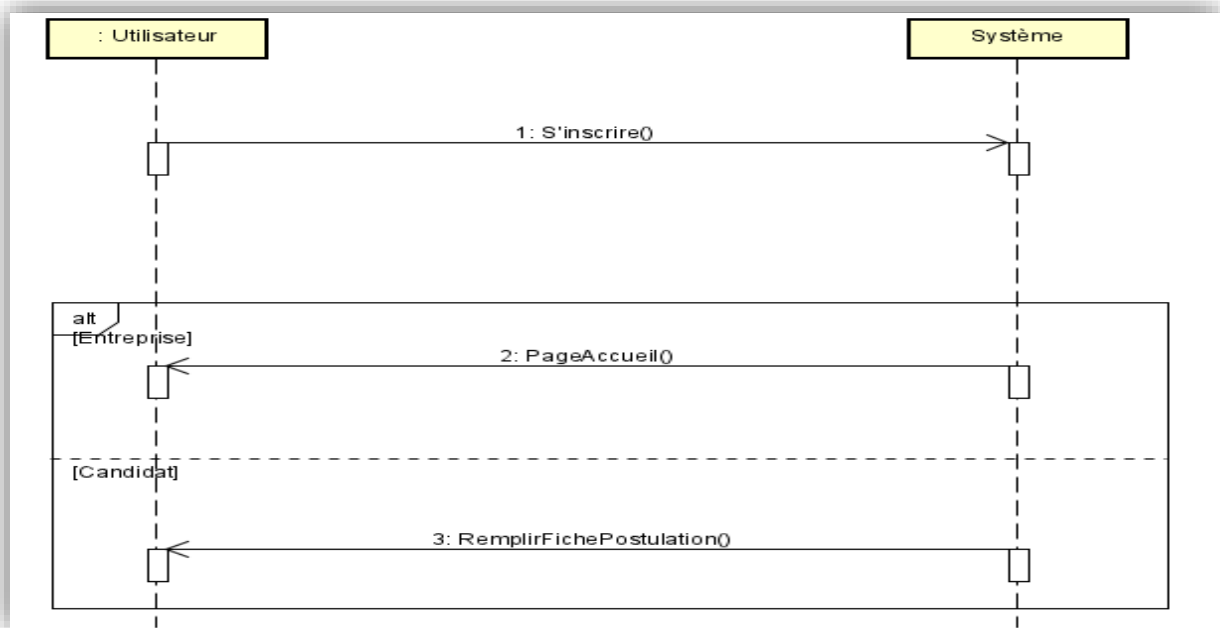 : Utilisateur
Système
1: S'inscrire()
alt
[Entreprise]
2: PageAccueil()
[Candidat]
3: RemplirFichePostulation()